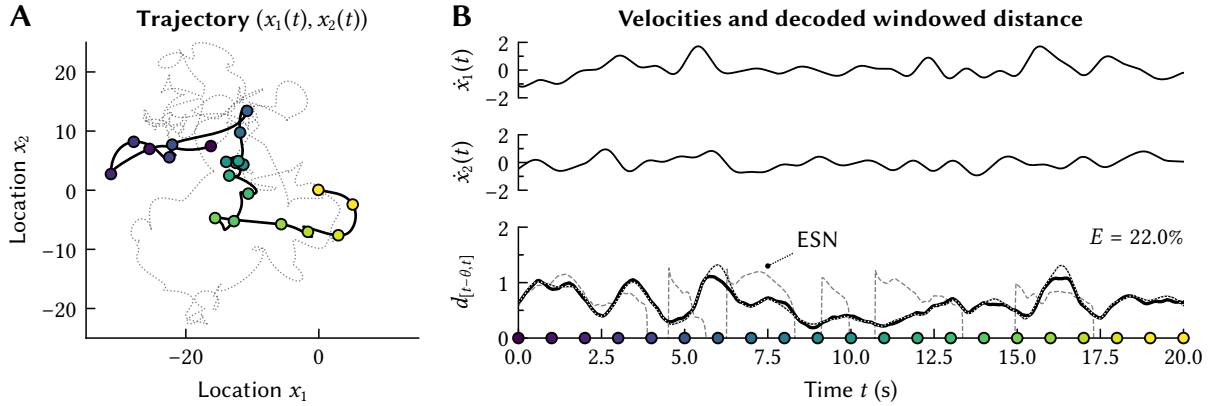 A
Trajectory (x₁(t), x₂(t))
20
10
0
−10
−20
Location x₂
−20
0
Location x₁
B
Velocities and decoded windowed distance
ẋ₁(t)
2
0
−2
ẋ₂(t)
2
0
−2
d[t−θ,t]
2
1
0
ESN
E = 22.0%
0.0 2.5 5.0 7.5 10.0 12.5 15.0 17.5 20.0
Time t (s)